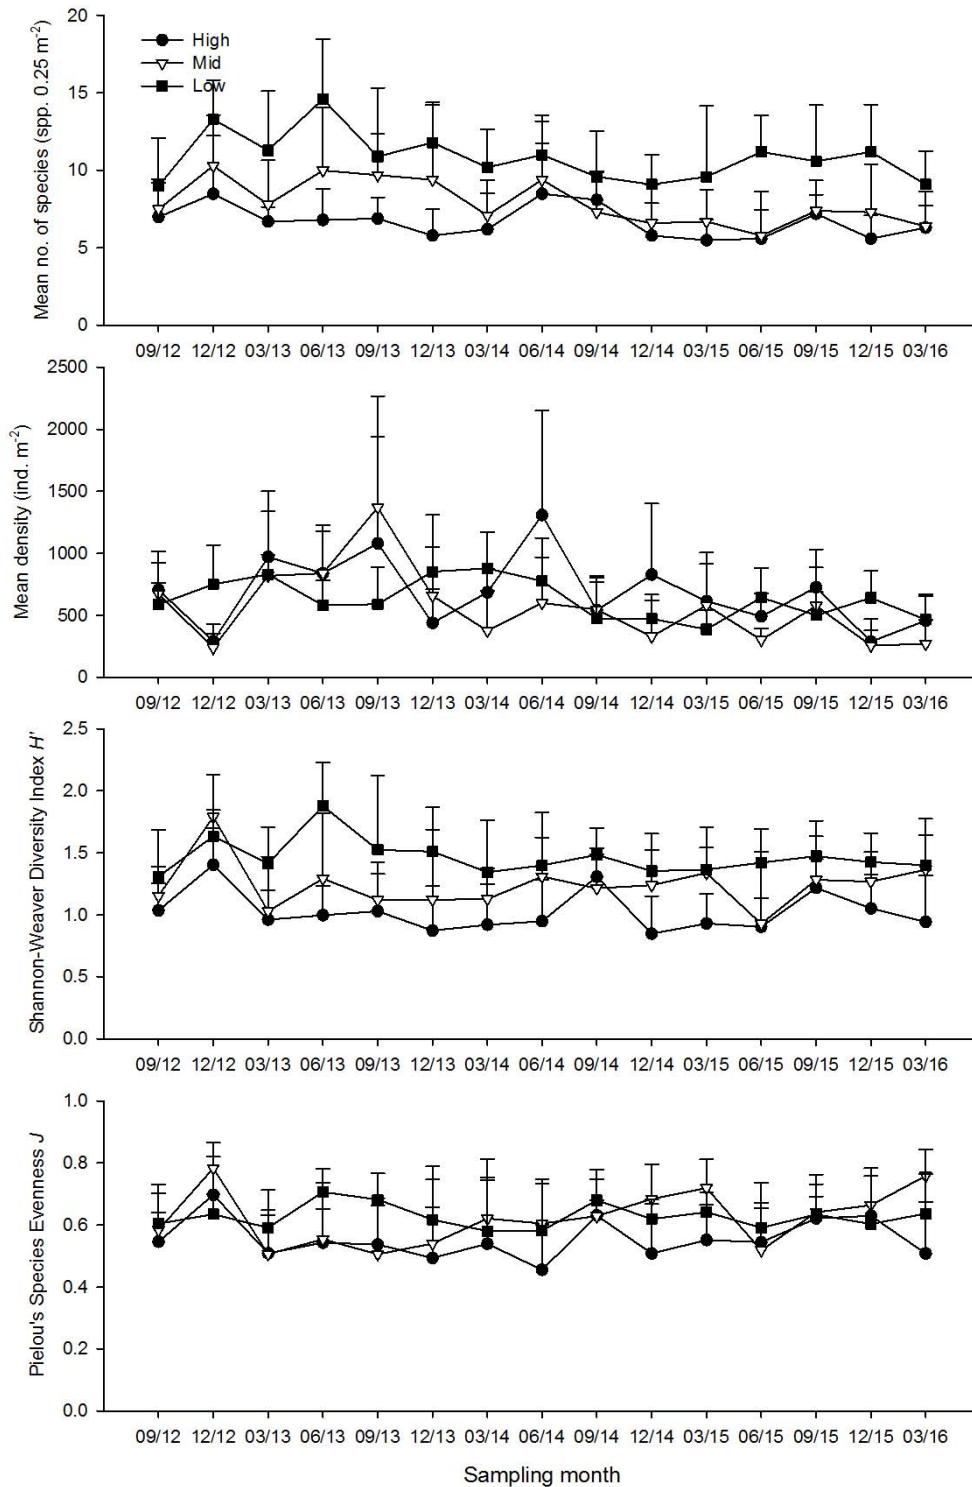 Mean no. of species (spp. 0.25 m⁻²)
20
15
10
5
0
High
Mid
Low
09/12 12/12 03/13 06/13 09/13 12/13 03/14 06/14 09/14 12/14 03/15 06/15 09/15 12/15 03/16
Mean density (ind. m⁻²)
2500
2000
1500
1000
500
0
09/12 12/12 03/13 06/13 09/13 12/13 03/14 06/14 09/14 12/14 03/15 06/15 09/15 12/15 03/16
Shannon-Weaver Diversity Index H'
2.5
2.0
1.5
1.0
0.5
0.0
09/12 12/12 03/13 06/13 09/13 12/13 03/14 06/14 09/14 12/14 03/15 06/15 09/15 12/15 03/16
Pielou's Species Evenness J
1.0
0.8
0.6
0.4
0.2
0.0
09/12 12/12 03/13 06/13 09/13 12/13 03/14 06/14 09/14 12/14 03/15 06/15 09/15 12/15 03/16
Sampling month